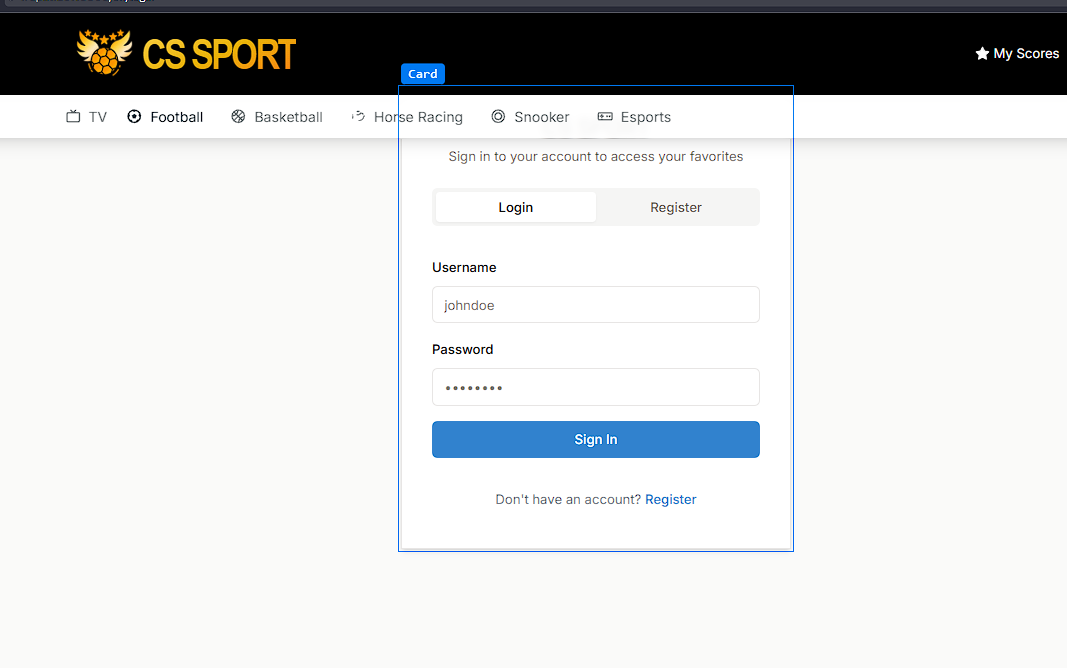 CS SPORT
My Scores
Card
TV Football Basketball Horse Racing Snooker Esports
Sign in to your account to access your favorites
Login Register
Username
johndoe
Password
••••••••
Sign In
Don't have an account? Register